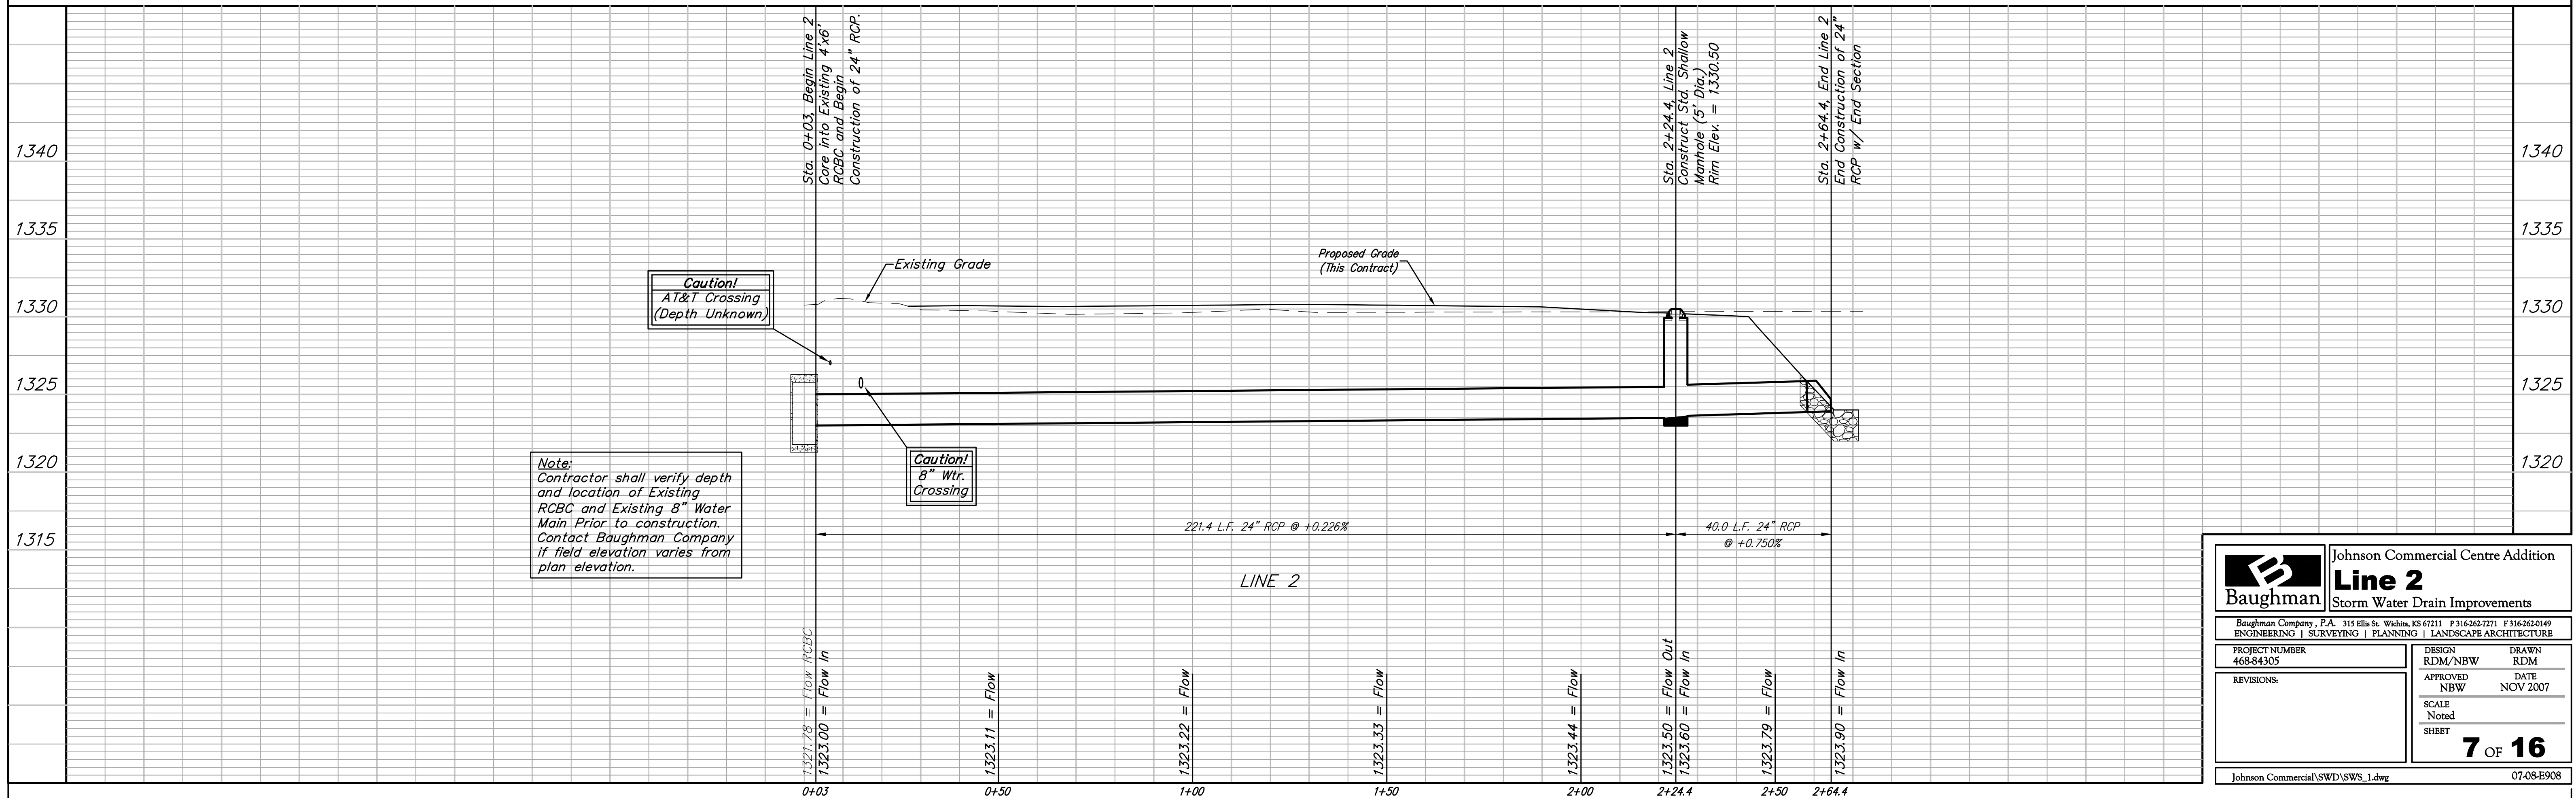 Sta. 0+03, Begin Line 2
Core into Existing 4'x6'
RCBC and Begin
Construction of 24" RCP.
Sta. 2+24.4, Line 2
Construct Std. Shallow
Manhole (5' Dia.)
Rim Elev. = 1330.50
Sta. 2+64.4, End Line 2
End Construction of 24"
RCP w/ End Section
1340
1335
1330
1325
1320
1315
1340
1335
1330
1325
1320
Caution!
AT&T Crossing
(Depth Unknown)
Existing Grade
Proposed Grade
(This Contract)
Caution!
8" Wtr.
Crossing
Note:
Contractor shall verify depth
and location of Existing
RCBC and Existing 8" Water
Main Prior to construction.
Contact Baughman Company
if field elevation varies from
plan elevation.
221.4 L.F. 24" RCP @ +0.226%
40.0 L.F. 24" RCP
@ +0.750%
LINE 2
1321.78 = Flow RCBC
1323.00 = Flow In
1323.11 = Flow
1323.22 = Flow
1323.33 = Flow
1323.44 = Flow
1323.50 = Flow Out
1323.60 = Flow In
1323.79 = Flow
1323.90 = Flow In
0+03
0+50
1+00
1+50
2+00
2+24.4
2+50
2+64.4
B
Baughman
Johnson Commercial Centre Addition
Line 2
Storm Water Drain Improvements
Baughman Company, P.A. 315 Ellis St. Wichita, KS 67211 P 316-262-7271 F 316-262-0149
ENGINEERING | SURVEYING | PLANNING | LANDSCAPE ARCHITECTURE
PROJECT NUMBER
468-84305
REVISIONS:
DESIGN
RDM/NBW
DRAWN
RDM
APPROVED
NBW
DATE
NOV 2007
SCALE
Noted
SHEET
7 OF 16
Johnson Commercial\SWD\SWS_1.dwg
07-08-E908